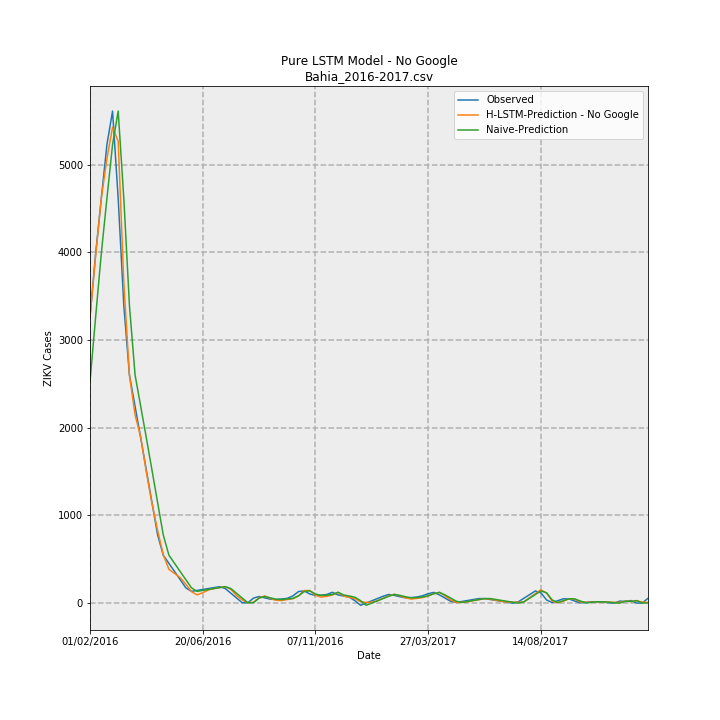 Pure LSTM Model - No Google
Bahia_2016-2017.csv
Observed
H-LSTM-Prediction - No Google
Naive-Prediction
ZIKV Cases
5000
4000
3000
2000
1000
0
01/02/2016
20/06/2016
07/11/2016
27/03/2017
14/08/2017
Date